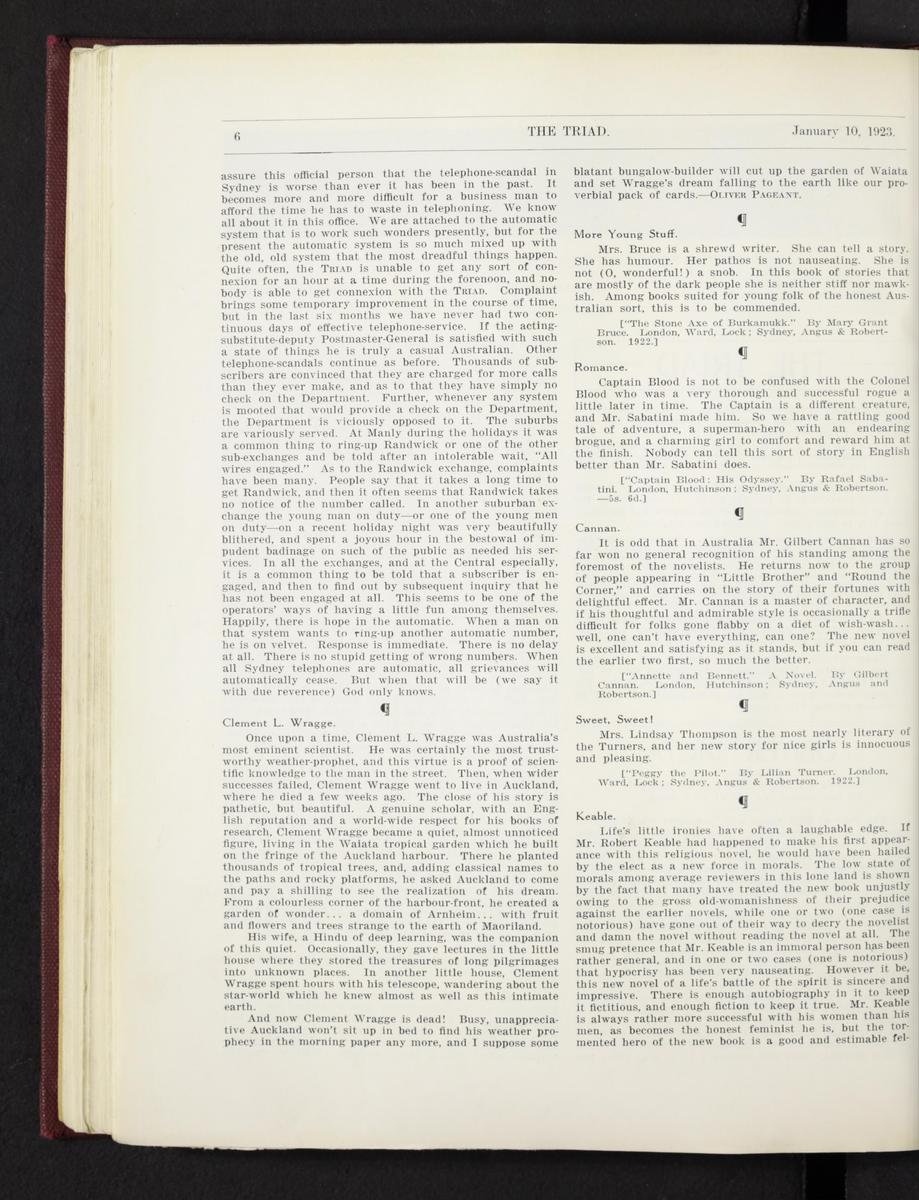 6
THE TRIAD.
January 10, 1923.
assure this official person that the telephone-scandal in
Sydney is worse than ever it has been in the past. It
becomes more and more difficult for a business man to
afford the time he has to waste in telephoning. We know
all about it in this office. We are attached to the automatic
system that is to work such wonders presently, but for the
present the automatic system is so much mixed up with
the old, old system that the most dreadful things happen.
Quite often, the TRIAD is unable to get any sort of con-
nexion for an hour at a time during the forenoon, and no-
body is able to get connexion with the TRIAD. Complaint
brings some temporary improvement in the course of time,
but in the last six months we have never had two con-
tinuous days of effective telephone-service. If the acting-
substitute-deputy Postmaster-General is satisfied with such
a state of things he is truly a casual Australian. Other
telephone-scandals continue as before. Thousands of sub-
scribers are convinced that they are charged for more calls
than they ever make, and as to that they have simply no
check on the Department. Further, whenever any system
is mooted that would provide a check on the Department,
the Department is viciously opposed to it. The suburbs
are variously served. At Manly during the holidays it was
a common thing to ring-up Randwick or one of the other
sub-exchanges and be told after an intolerable wait, "All
wires engaged." As to the Randwick exchange, complaints
have been many. People say that it takes a long time to
get Randwick, and then it often seems that Randwick takes
no notice of the number called. In another suburban ex-
change the young man on duty—or one of the young men
on duty—on a recent holiday night was very beautifully
blithered, and spent a joyous hour in the bestowal of im-
pudent badinage on such of the public as needed his ser-
vices. In all the exchanges, and at the Central especially,
it is a common thing to be told that a subscriber is en-
gaged, and then to find out by subsequent inquiry that he
has not been engaged at all. This seems to be one of the
operators' ways of having a little fun among themselves.
Happily, there is hope in the automatic. When a man on
that system wants to ring-up another automatic number,
he is on velvet. Response is immediate. There is no delay
at all. There is no stupid getting of wrong numbers. When
all Sydney telephones are automatic, all grievances will
automatically cease. But when that will be (we say it
with due reverence) God only knows.
¶
Clement L. Wragge.
Once upon a time, Clement L. Wragge was Australia's
most eminent scientist. He was certainly the most trust-
worthy weather-prophet, and this virtue is a proof of scien-
tific knowledge to the man in the street. Then, when wider
successes failed, Clement Wragge went to live in Auckland,
where he died a few weeks ago. The close of his story is
pathetic, but beautiful. A genuine scholar, with an Eng-
lish reputation and a world-wide respect for his books of
research, Clement Wragge became a quiet, almost unnoticed
figure, living in the Waiata tropical garden which he built
on the fringe of the Auckland harbour. There he planted
thousands of tropical trees, and, adding classical names to
the paths and rocky platforms, he asked Auckland to come
and pay a shilling to see the realization of his dream.
From a colourless corner of the harbour-front, he created a
garden of wonder... a domain of Arnheim... with fruit
and flowers and trees strange to the earth of Maoriland.
His wife, a Hindu of deep learning, was the companion
of this quiet. Occasionally, they gave lectures in the little
house where they stored the treasures of long pilgrimages
into unknown places. In another little house, Clement
Wragge spent hours with his telescope, wandering about the
star-world which he knew almost as well as this intimate
earth.
And now Clement Wragge is dead! Busy, unapprecia-
tive Auckland won't sit up in bed to find his weather pro-
phecy in the morning paper any more, and I suppose some
blatant bungalow-builder will cut up the garden of Waiata
and set Wragge's dream falling to the earth like our pro-
verbial pack of cards.—OLIVER PAGEANT.
¶
More Young Stuff.
Mrs. Bruce is a shrewd writer. She can tell a story.
She has humour. Her pathos is not nauseating. She is
not (O, wonderful!) a snob. In this book of stories that
are mostly of the dark people she is neither stiff nor mawk-
ish. Among books suited for young folk of the honest Aus-
tralian sort, this is to be commended.
["The Stone Axe of Burkamukk." By Mary Grant
Bruce. London, Ward, Lock; Sydney, Angus & Robert-
son. 1922.]
¶
Romance.
Captain Blood is not to be confused with the Colonel
Blood who was a very thorough and successful rogue a
little later in time. The Captain is a different creature,
and Mr. Sabatini made him. So we have a rattling good
tale of adventure, a superman-hero with an endearing
brogue, and a charming girl to comfort and reward him at
the finish. Nobody can tell this sort of story in English
better than Mr. Sabatini does.
["Captain Blood: His Odyssey." By Rafael Saba-
tini. London, Hutchinson; Sydney, Angus & Robertson.
—5s. 6d.]
¶
Cannan.
It is odd that in Australia Mr. Gilbert Cannan has so
far won no general recognition of his standing among the
foremost of the novelists. He returns now to the group
of people appearing in "Little Brother" and "Round the
Corner," and carries on the story of their fortunes with
delightful effect. Mr. Cannan is a master of character, and
if his thoughtful and admirable style is occasionally a trifle
difficult for folks gone flabby on a diet of wish-wash...
well, one can't have everything, can one? The new novel
is excellent and satisfying as it stands, but if you can read
the earlier two first, so much the better.
["Annette and Bennett." A Novel. By Gilbert
Cannan. London, Hutchinson; Sydney, Angus and
Robertson.]
¶
Sweet, Sweet!
Mrs. Lindsay Thompson is the most nearly literary of
the Turners, and her new story for nice girls is innocuous
and pleasing.
["Peggy the Pilot." By Lilian Turner. London,
Ward, Lock; Sydney, Angus & Robertson. 1922.]
¶
Keable.
Life's little ironies have often a laughable edge. If
Mr. Robert Keable had happened to make his first appear-
ance with this religious novel, he would have been hailed
by the elect as a new force in morals. The low state of
morals among average reviewers in this lone land is shown
by the fact that many have treated the new book unjustly
owing to the gross old-womanishness of their prejudice
against the earlier novels, while one or two (one case is
notorious) have gone out of their way to decry the novelist
and damn the novel without reading the novel at all. The
smug pretence that Mr. Keable is an immoral person has been
rather general, and in one or two cases (one is notorious)
that hypocrisy has been very nauseating. However it be,
this new novel of a life's battle of the spirit is sincere and
impressive. There is enough autobiography in it to keep
it fictitious, and enough fiction to keep it true. Mr. Keable
is always rather more successful with his women than his
men, as becomes the honest feminist he is, but the tor-
mented hero of the new book is a good and estimable fel-